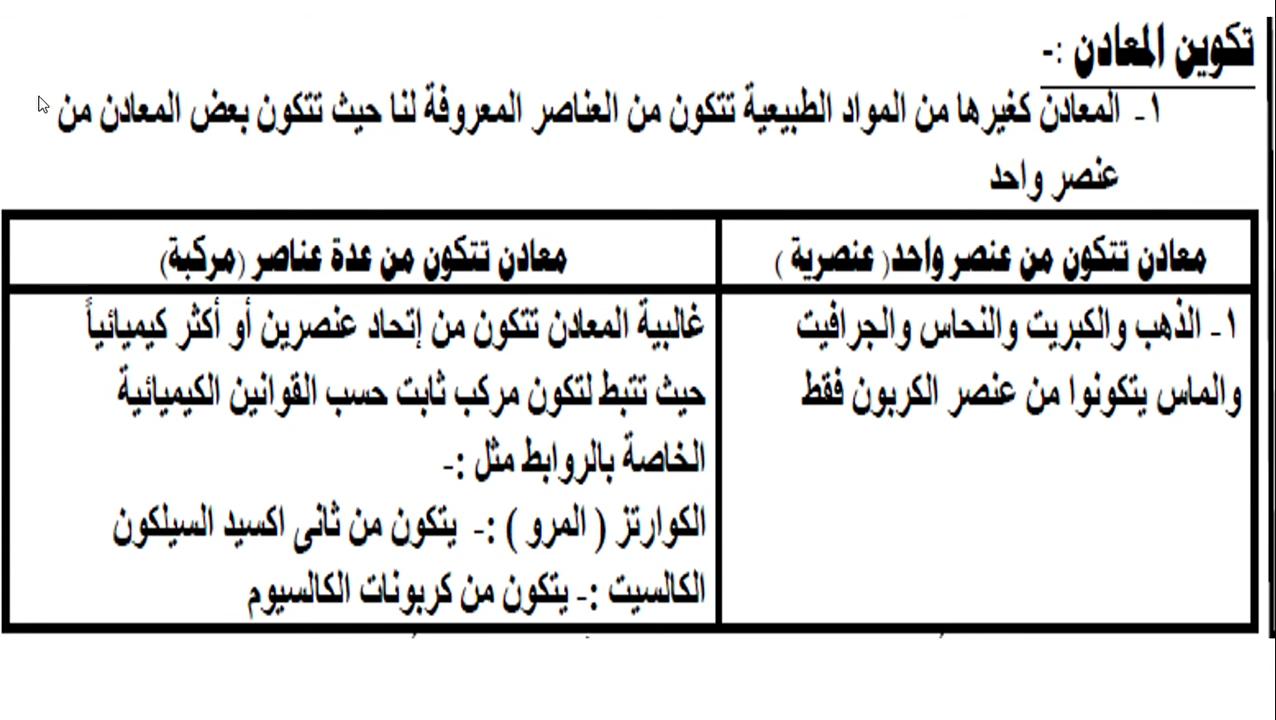 تكوين المعادن :-
١- المعادن كغيرها من المواد الطبيعية تتكون من العناصر المعروفة لنا حيث تتكون بعض المعادن من
عنصر واحد
معادن تتكون من عنصر واحد( عنصرية )
معادن تتكون من عدة عناصر (مركبة)
١- الذهب والكبريت والنحاس والجرافيت
والماس يتكونوا من عنصر الكربون فقط
غالبية المعادن تتكون من إتحاد عنصرين أو أكثر كيميائياً
حيث تتبط لتكون مركب ثابت حسب القوانين الكيميائية
الخاصة بالروابط مثل :-
الكوارتز ( المرو ) :- يتكون من ثانى اكسيد السيلكون
الكالسيت :- يتكون من كربونات الكالسيوم